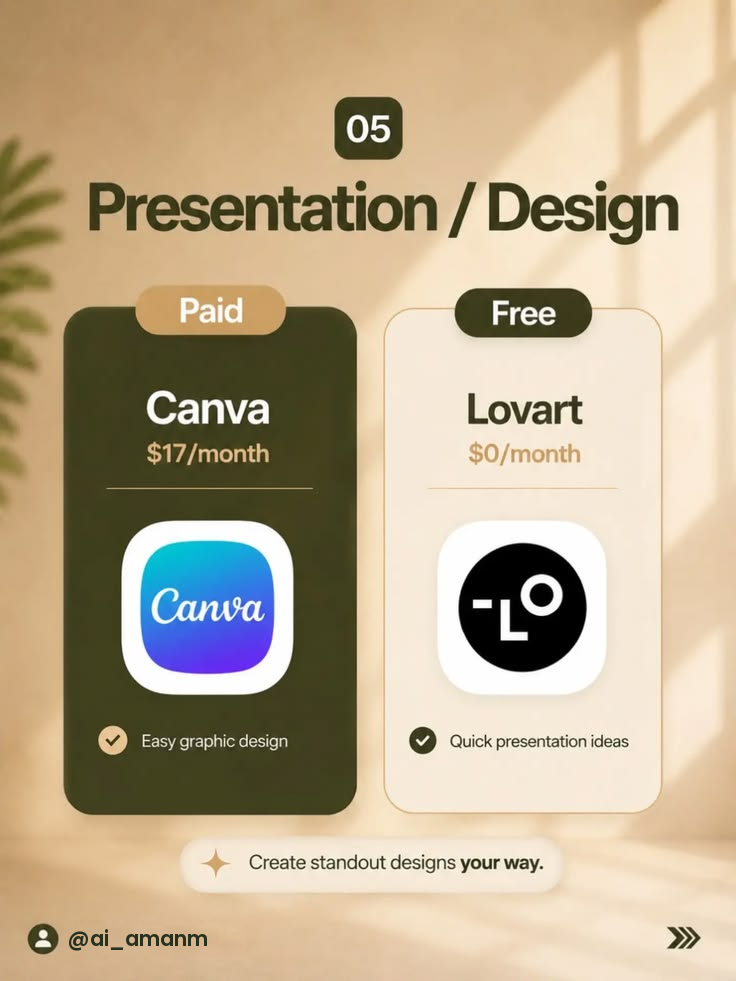 05
Presentation / Design
Paid
Canva
$17/month
Canva
Easy graphic design
Free
Lovart
$0/month
-LO
Quick presentation ideas
Create standout designs your way.
@ai_amanm